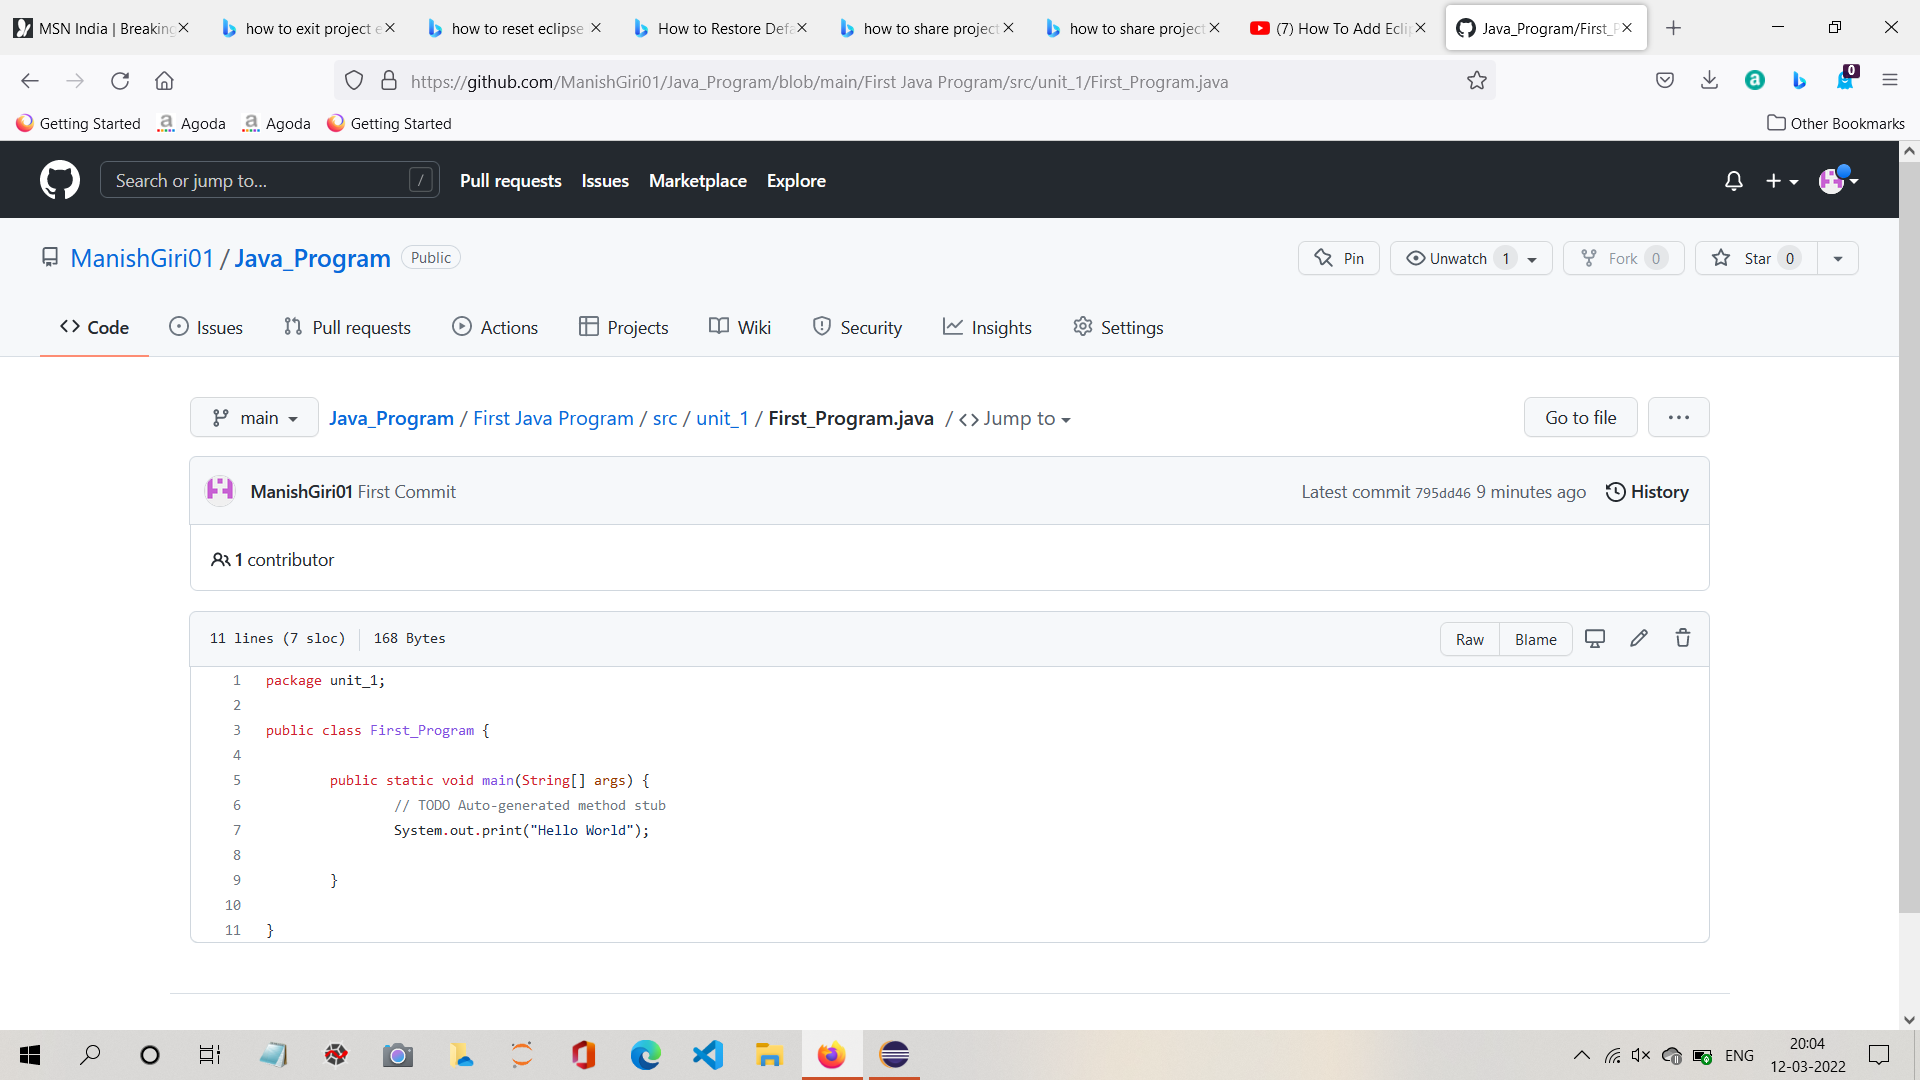 MSN India | Breaking
how to exit project e
how to reset eclipse
How to Restore Defa
how to share project
how to share project
(7) How To Add Ecli
Java_Program/First_P
https://github.com/ManishGiri01/Java_Program/blob/main/First Java Program/src/unit_1/First_Program.java
0
Getting Started
Agoda
Agoda
Getting Started
Other Bookmarks
Search or jump to...
/
Pull requests
Issues
Marketplace
Explore
ManishGiri01 / Java_Program
Public
Pin
Unwatch 1
Fork 0
Star 0
Code
Issues
Pull requests
Actions
Projects
Wiki
Security
Insights
Settings
main
Java_Program / First Java Program / src / unit_1 / First_Program.java / <> Jump to
Go to file
...
ManishGiri01 First Commit
Latest commit 795dd46 9 minutes ago
History
1 contributor
11 lines (7 sloc) | 168 Bytes
Raw
Blame
1 package unit_1;
2
3 public class First_Program {
4
5 public static void main(String[] args) {
6 // TODO Auto-generated method stub
7 System.out.print("Hello World");
8
9 }
10
11 }
ENG
20:04
12-03-2022